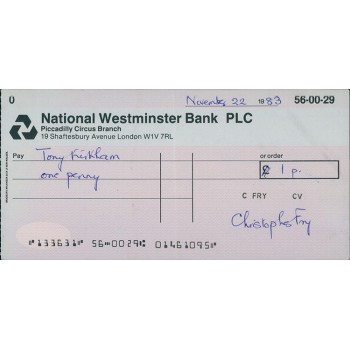 0 November 22 1983 56-00-29
National Westminster Bank PLC
Piccadilly Circus Branch
19 Shaftesbury Avenue London W1V 7RL
Pay Tony Kirkham or order
one penny £ 1 p.
C FRY CV
Christopher Fry
⑈133631⑈ 56⑉0029⑆ 01461095⑈